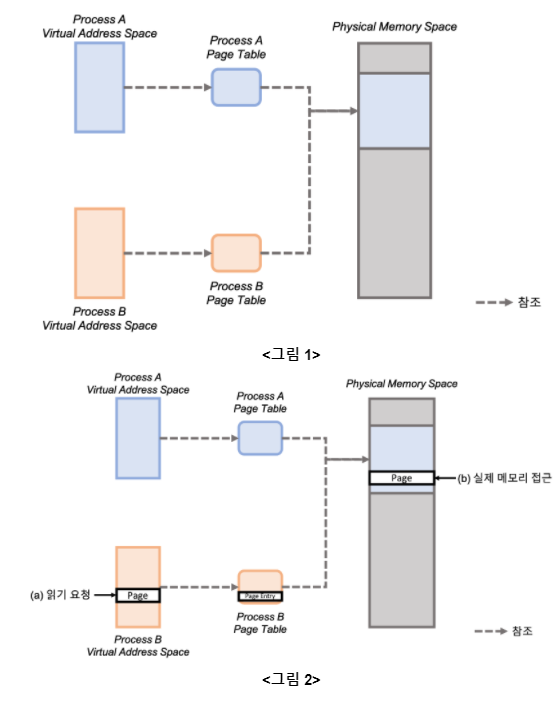 Process A
Virtual Address Space
Process A
Page Table
Physical Memory Space
Process B
Page Table
Process B
Virtual Address Space
참조
<그림 1>
Process A
Virtual Address Space
Process A
Page Table
Physical Memory Space
Page
(b) 실제 메모리 접근
(a) 읽기 요청
Page
Page Entry
Process B
Page Table
Process B
Virtual Address Space
참조
<그림 2>